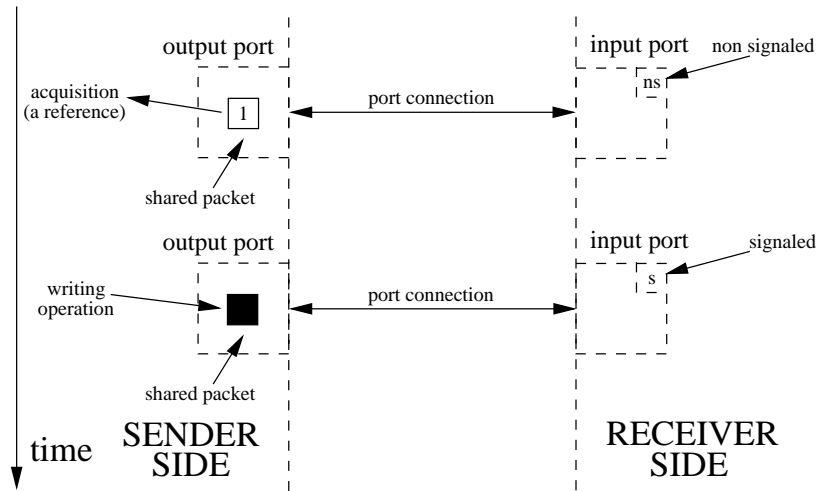 output port
input port
non signaled
acquisition
(a reference)
1
port connection
ns
shared packet
output port
input port
signaled
writing
operation
port connection
s
shared packet
time
SENDER
SIDE
RECEIVER
SIDE